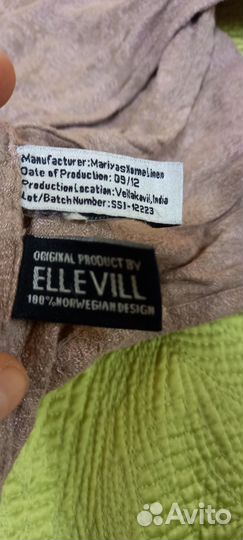 Manufacturer:MariyasHomeLinen
Date of Production: 09/12
Production Location: Vellakovil,India
Lot/Batch Number: SS1-12223
ORIGINAL PRODUCT BY
ELLEVILL
100% NORWEGIAN DESIGN
Avito